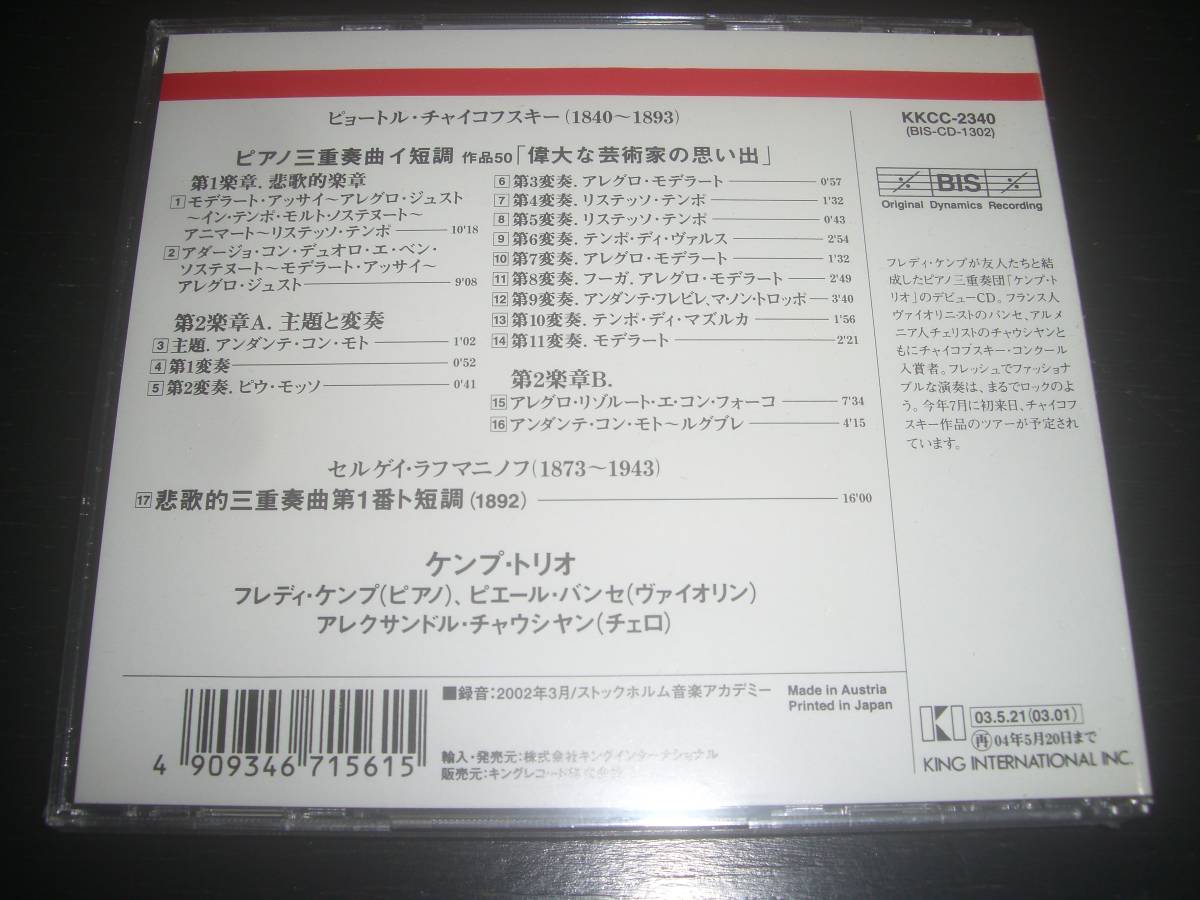 ピョートル・チャイコフスキー(1840〜1893)
ピアノ三重奏曲イ短調 作品50「偉大な芸術家の思い出」
第1楽章. 悲歌的楽章
1 モデラート・アッサイ〜アレグロ・ジュスト
〜イン・テンポ・モルト・ソステヌート〜
アニマート〜リステッソ・テンポ 10'18
2 アダージョ・コン・デュオロ・エ・ベン・
ソステヌート〜モデラート・アッサイ〜
アレグロ・ジュスト 9'08
第2楽章A. 主題と変奏
3 主題. アンダンテ・コン・モト 1'02
4 第1変奏 0'52
5 第2変奏. ピウ・モッソ 0'41
6 第3変奏. アレグロ・モデラート 0'57
7 第4変奏. リステッソ・テンポ 1'32
8 第5変奏. リステッソ・テンポ 0'43
9 第6変奏. テンポ・ディ・ヴァルス 2'54
10 第7変奏. アレグロ・モデラート 1'32
11 第8変奏. フーガ. アレグロ・モデラート 2'49
12 第9変奏. アンダンテ・フレビレ、マ・ノン・トロッポ 3'40
13 第10変奏. テンポ・ディ・マズルカ 1'56
14 第11変奏. モデラート 2'21
第2楽章B.
15 アレグロ・リゾルート・エ・コン・フォーコ 7'34
16 アンダンテ・コン・モト〜ルグブレ 4'15
セルゲイ・ラフマニノフ(1873〜1943)
17 悲歌的三重奏曲第1番ト短調(1892) 16'00
ケンプ・トリオ
フレディ・ケンプ(ピアノ)、ピエール・バンセ(ヴァイオリン)
アレクサンドル・チャウシヤン(チェロ)
4 909346 715615
■録音:2002年3月/ストックホルム音楽アカデミー
輸入・発売元:株式会社キングインターナショナル
販売元:キングレコード株式会社
Made in Austria
Printed in Japan
KKCC-2340
(BIS-CD-1302)
BIS
Original Dynamics Recording
フレディ・ケンプが友人たちと結
成したピアノ三重奏団「ケンプ・ト
リオ」のデビューCD。フランス人
ヴァイオリニストのバンセ、アルメ
ニア人チェリストのチャウシヤンと
もにチャイコフスキー・コンクール
入賞者。フレッシュでファッショナ
ブルな演奏は、まるでロックのよ
う。今年7月に初来日、チャイコフ
スキー作品のツアーが予定され
ています。
03.5.21(03.01)
再 04年5月20日まで
KING INTERNATIONAL INC.